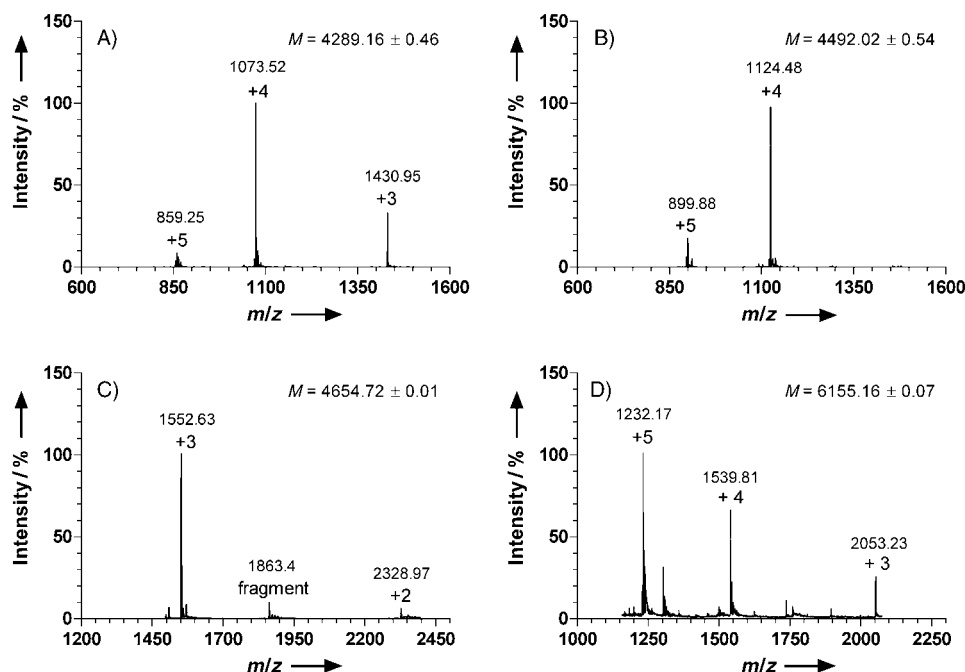 A)
M = 4289.16 ± 0.46
150
100
50
0
Intensity / %
859.25
+5
1073.52
+4
1430.95
+3
600 850 1100 1350 1600
m/z
B)
M = 4492.02 ± 0.54
150
100
50
0
Intensity / %
899.88
+5
1124.48
+4
600 850 1100 1350 1600
m/z
C)
M = 4654.72 ± 0.01
150
100
50
0
Intensity / %
1552.63
+3
1863.4
fragment
2328.97
+2
1200 1450 1700 1950 2200 2450
m/z
D)
M = 6155.16 ± 0.07
150
100
50
0
Intensity / %
1232.17
+5
1539.81
+ 4
2053.23
+ 3
1000 1250 1500 1750 2000 2250
m/z